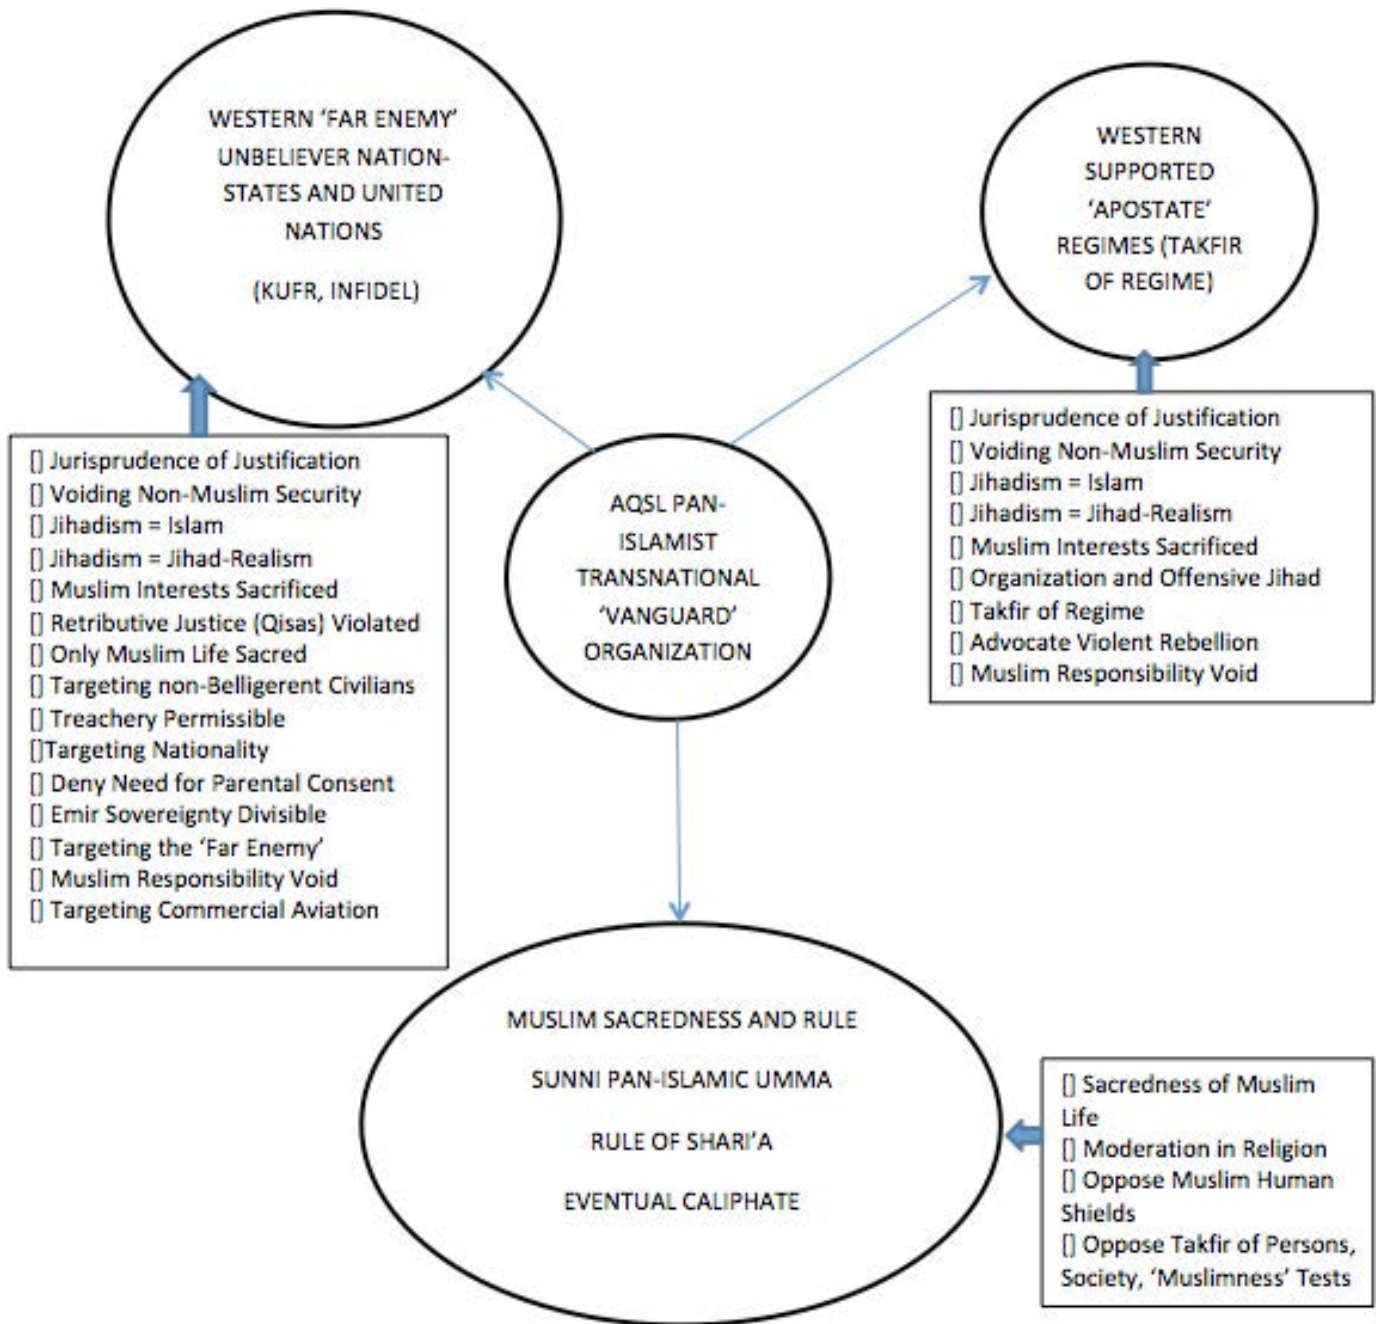 WESTERN ‘FAR ENEMY’
UNBELIEVER NATION-
STATES AND UNITED
NATIONS
(KUFR, INFIDEL)
WESTERN
SUPPORTED
‘APOSTATE’
REGIMES (TAKFIR
OF REGIME)
[] Jurisprudence of Justification
[] Voiding Non-Muslim Security
[] Jihadism = Islam
[] Jihadism = Jihad-Realism
[] Muslim Interests Sacrificed
[] Retributive Justice (Qisas) Violated
[] Only Muslim Life Sacred
[] Targeting non-Belligerent Civilians
[] Treachery Permissible
[]Targeting Nationality
[] Deny Need for Parental Consent
[] Emir Sovereignty Divisible
[] Targeting the ‘Far Enemy’
[] Muslim Responsibility Void
[] Targeting Commercial Aviation
AQSL PAN-
ISLAMIST
TRANSNATIONAL
‘VANGUARD’
ORGANIZATION
[] Jurisprudence of Justification
[] Voiding Non-Muslim Security
[] Jihadism = Islam
[] Jihadism = Jihad-Realism
[] Muslim Interests Sacrificed
[] Organization and Offensive Jihad
[] Takfir of Regime
[] Advocate Violent Rebellion
[] Muslim Responsibility Void
MUSLIM SACREDNESS AND RULE
SUNNI PAN-ISLAMIC UMMA
RULE OF SHARI’A
EVENTUAL CALIPHATE
[] Sacredness of Muslim
Life
[] Moderation in Religion
[] Oppose Muslim Human
Shields
[] Oppose Takfir of Persons,
Society, ‘Muslimness’ Tests